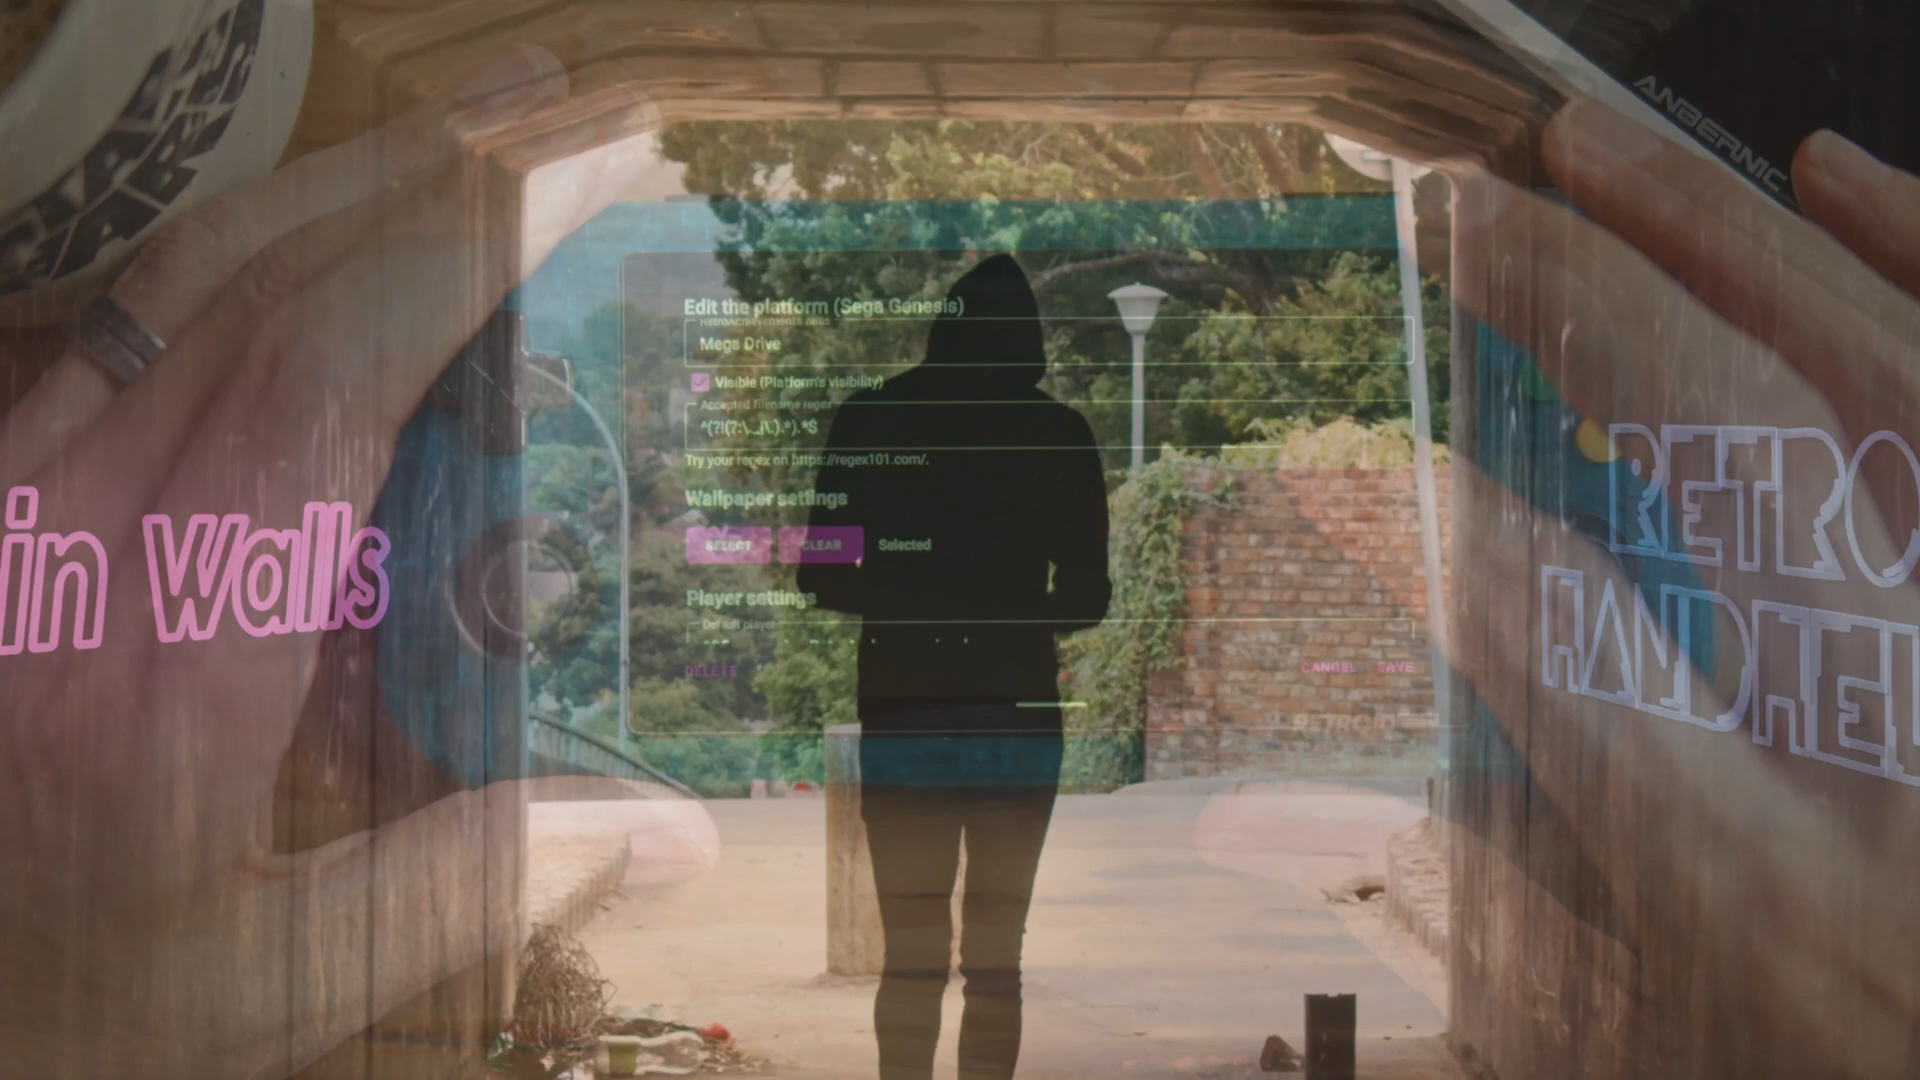 ANBERNIC
Edit the platform (Sega Genesis)
RetroAchievements alias
Mega Drive
Visible (Platform's visibility)
Accepted filename regex
^(?!(?:\._|\.).*).*$
Try your regex on https://regex101.com/.
Wallpaper settings
SELECT CLEAR Selected
Player settings
Default player
DELETE CANCEL SAVE
in Walls
RETRO
HANDHEL
RETROID